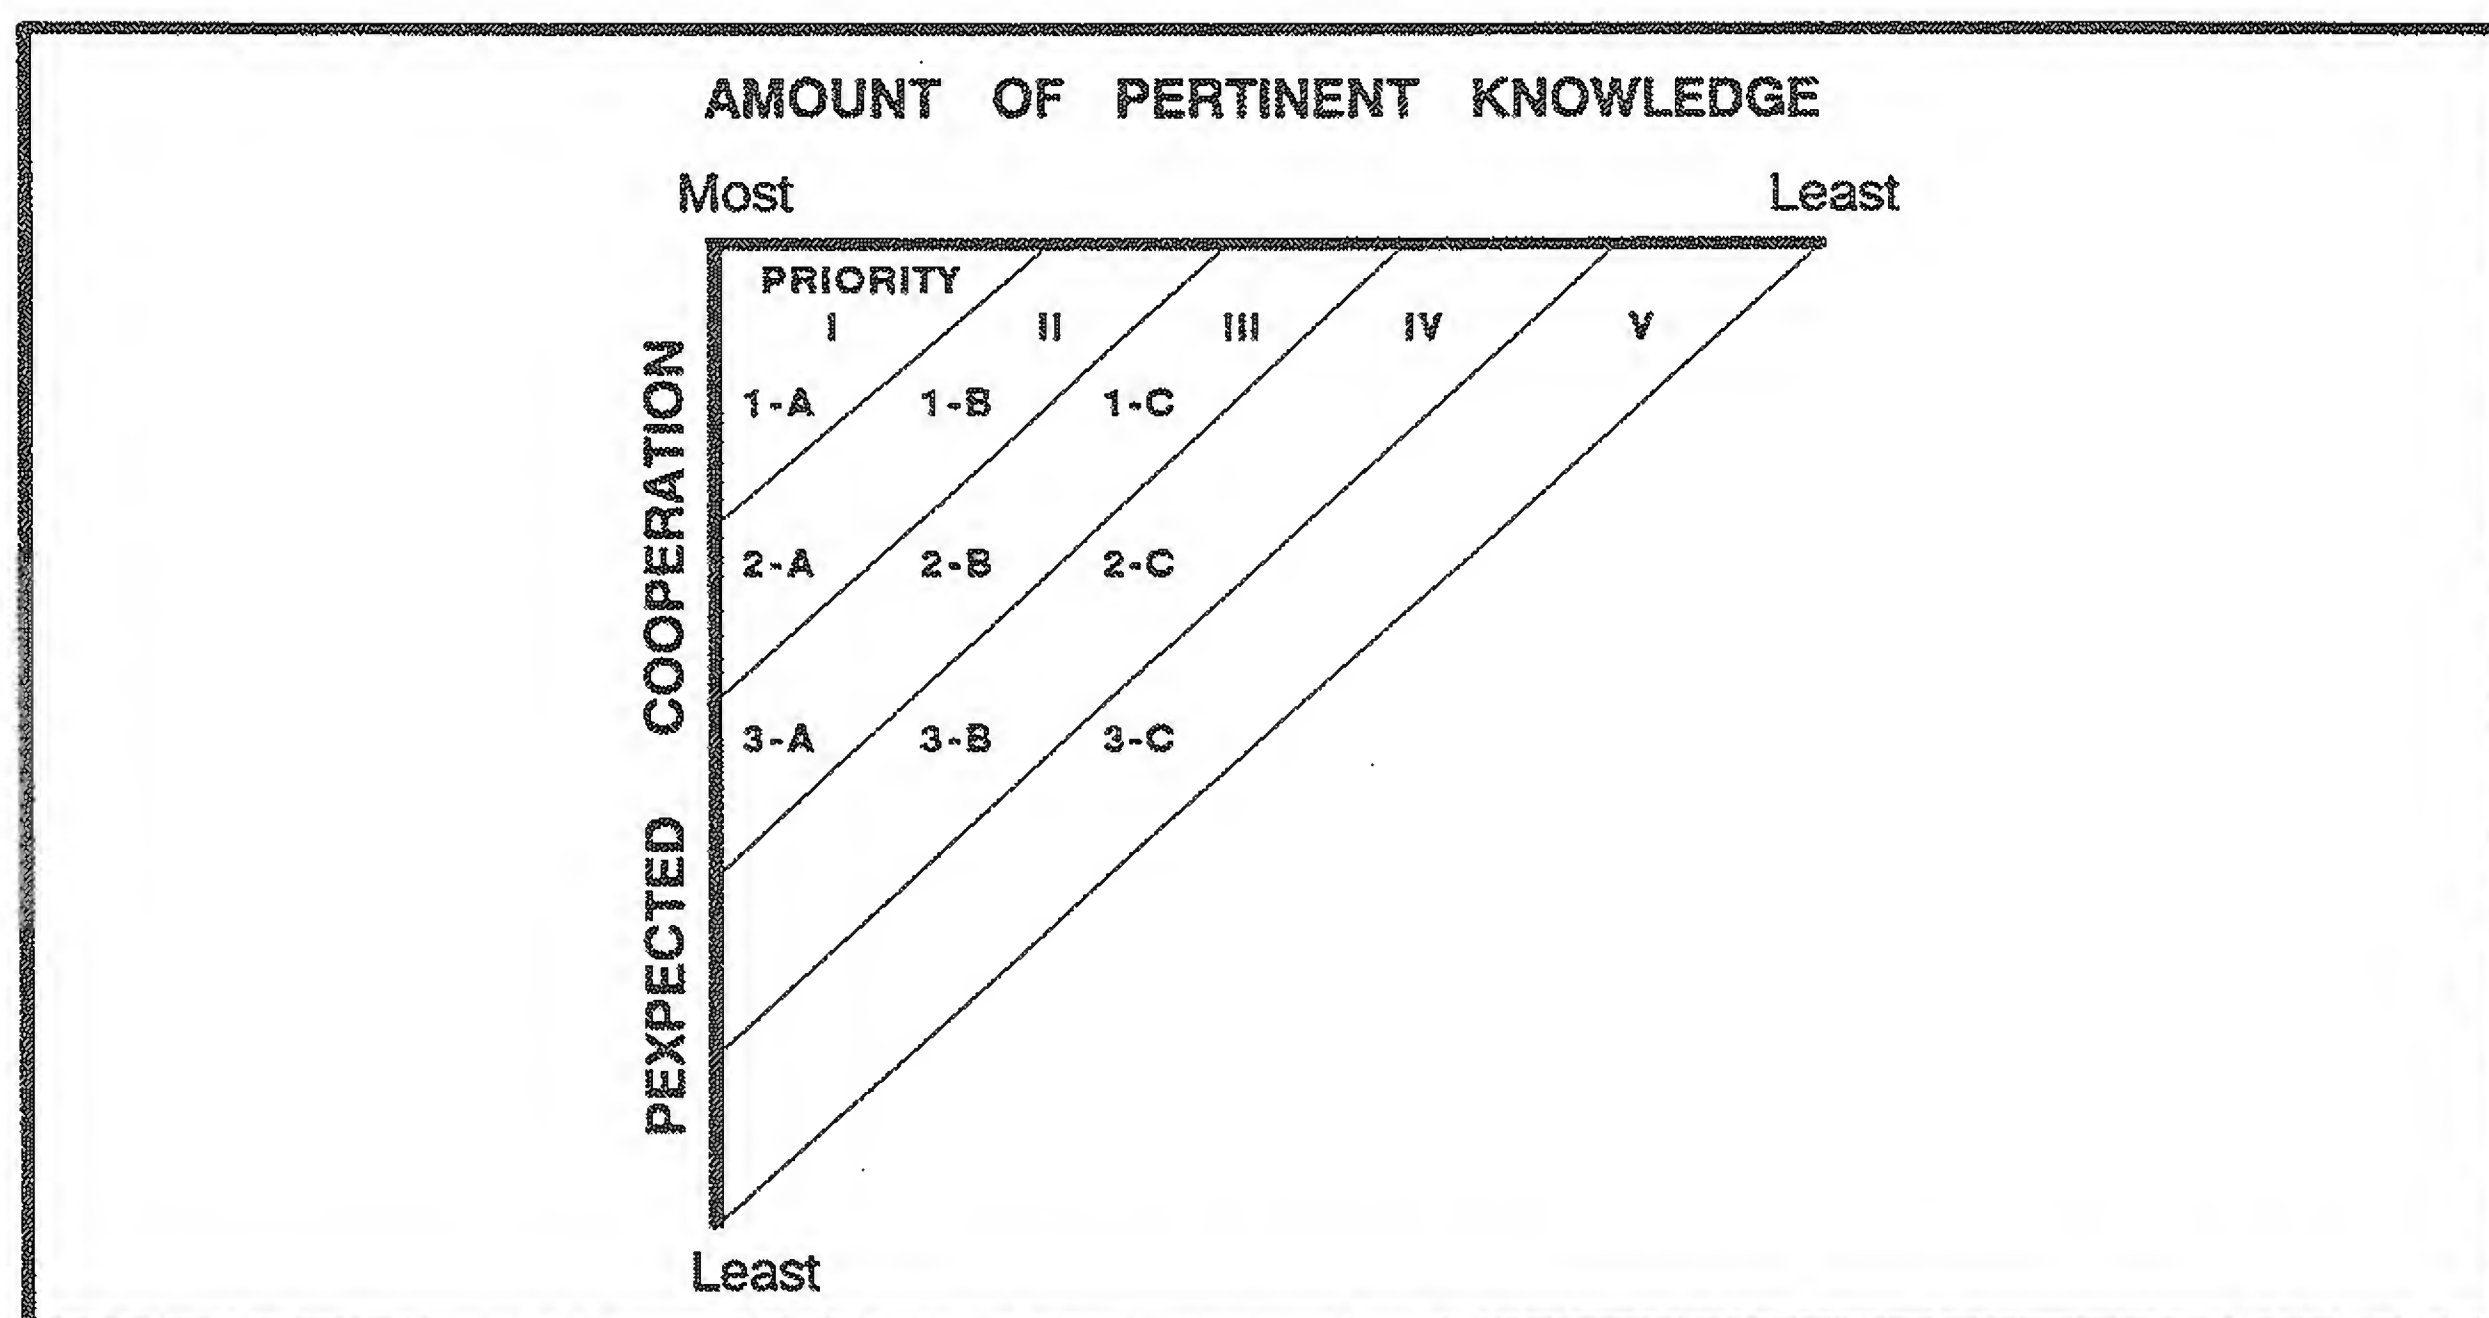 AMOUNT OF PERTINENT KNOWLEDGE
Most Least
PRIORITY
I II III IV V
1-A 1-B 1-C
2-A 2-B 2-C
3-A 3-B 3-C
PEXPECTED COOPERATION
Least